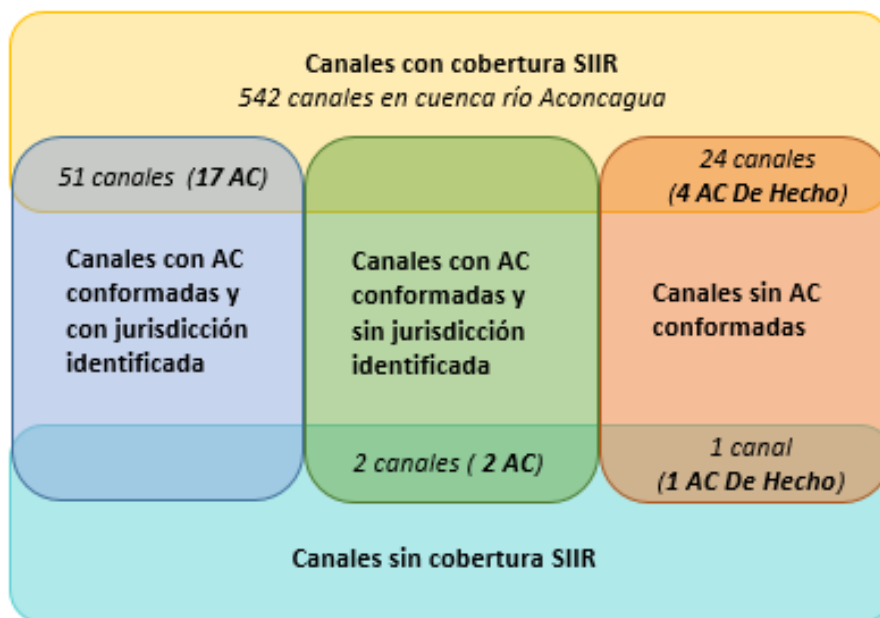 Canales con cobertura SIIR
542 canales en cuenca río Aconcagua
51 canales (17 AC)
24 canales
(4 AC De Hecho)
Canales con AC
conformadas y
con jurisdicción
identificada
Canales con AC
conformadas y
sin jurisdicción
identificada
Canales sin AC
conformadas
2 canales ( 2 AC)
1 canal
(1 AC De Hecho)
Canales sin cobertura SIIR